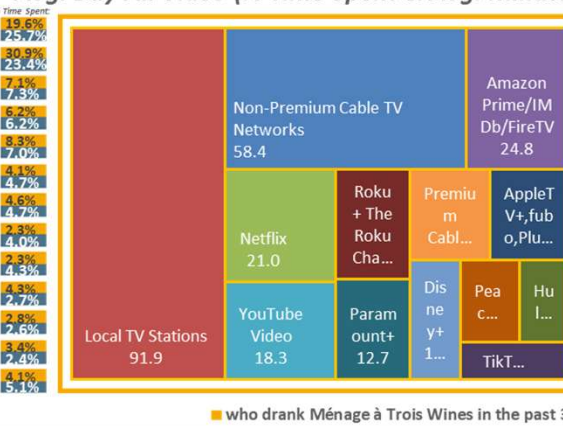 Time Spent:
19.6%
25.7%
30.9%
23.4%
7.1%
7.3%
6.2%
6.2%
8.3%
7.0%
4.1%
4.7%
4.6%
4.7%
2.3%
4.0%
2.3%
4.3%
4.3%
2.7%
2.8%
2.6%
3.4%
2.4%
4.1%
5.1%
Non-Premium Cable TV
Networks
58.4
Amazon
Prime/IM
Db/FireTV
24.8
Netflix
21.0
Roku
+ The
Roku
Cha...
Premiu
m
Cabl...
AppleT
V+,fub
o,Plu...
Local TV Stations
91.9
YouTube
Video
18.3
Param
ount+
12.7
Dis
ne
y+
1...
Pea
c...
Hu
l...
TikT...
who drank Ménage à Trois Wines in the past 3